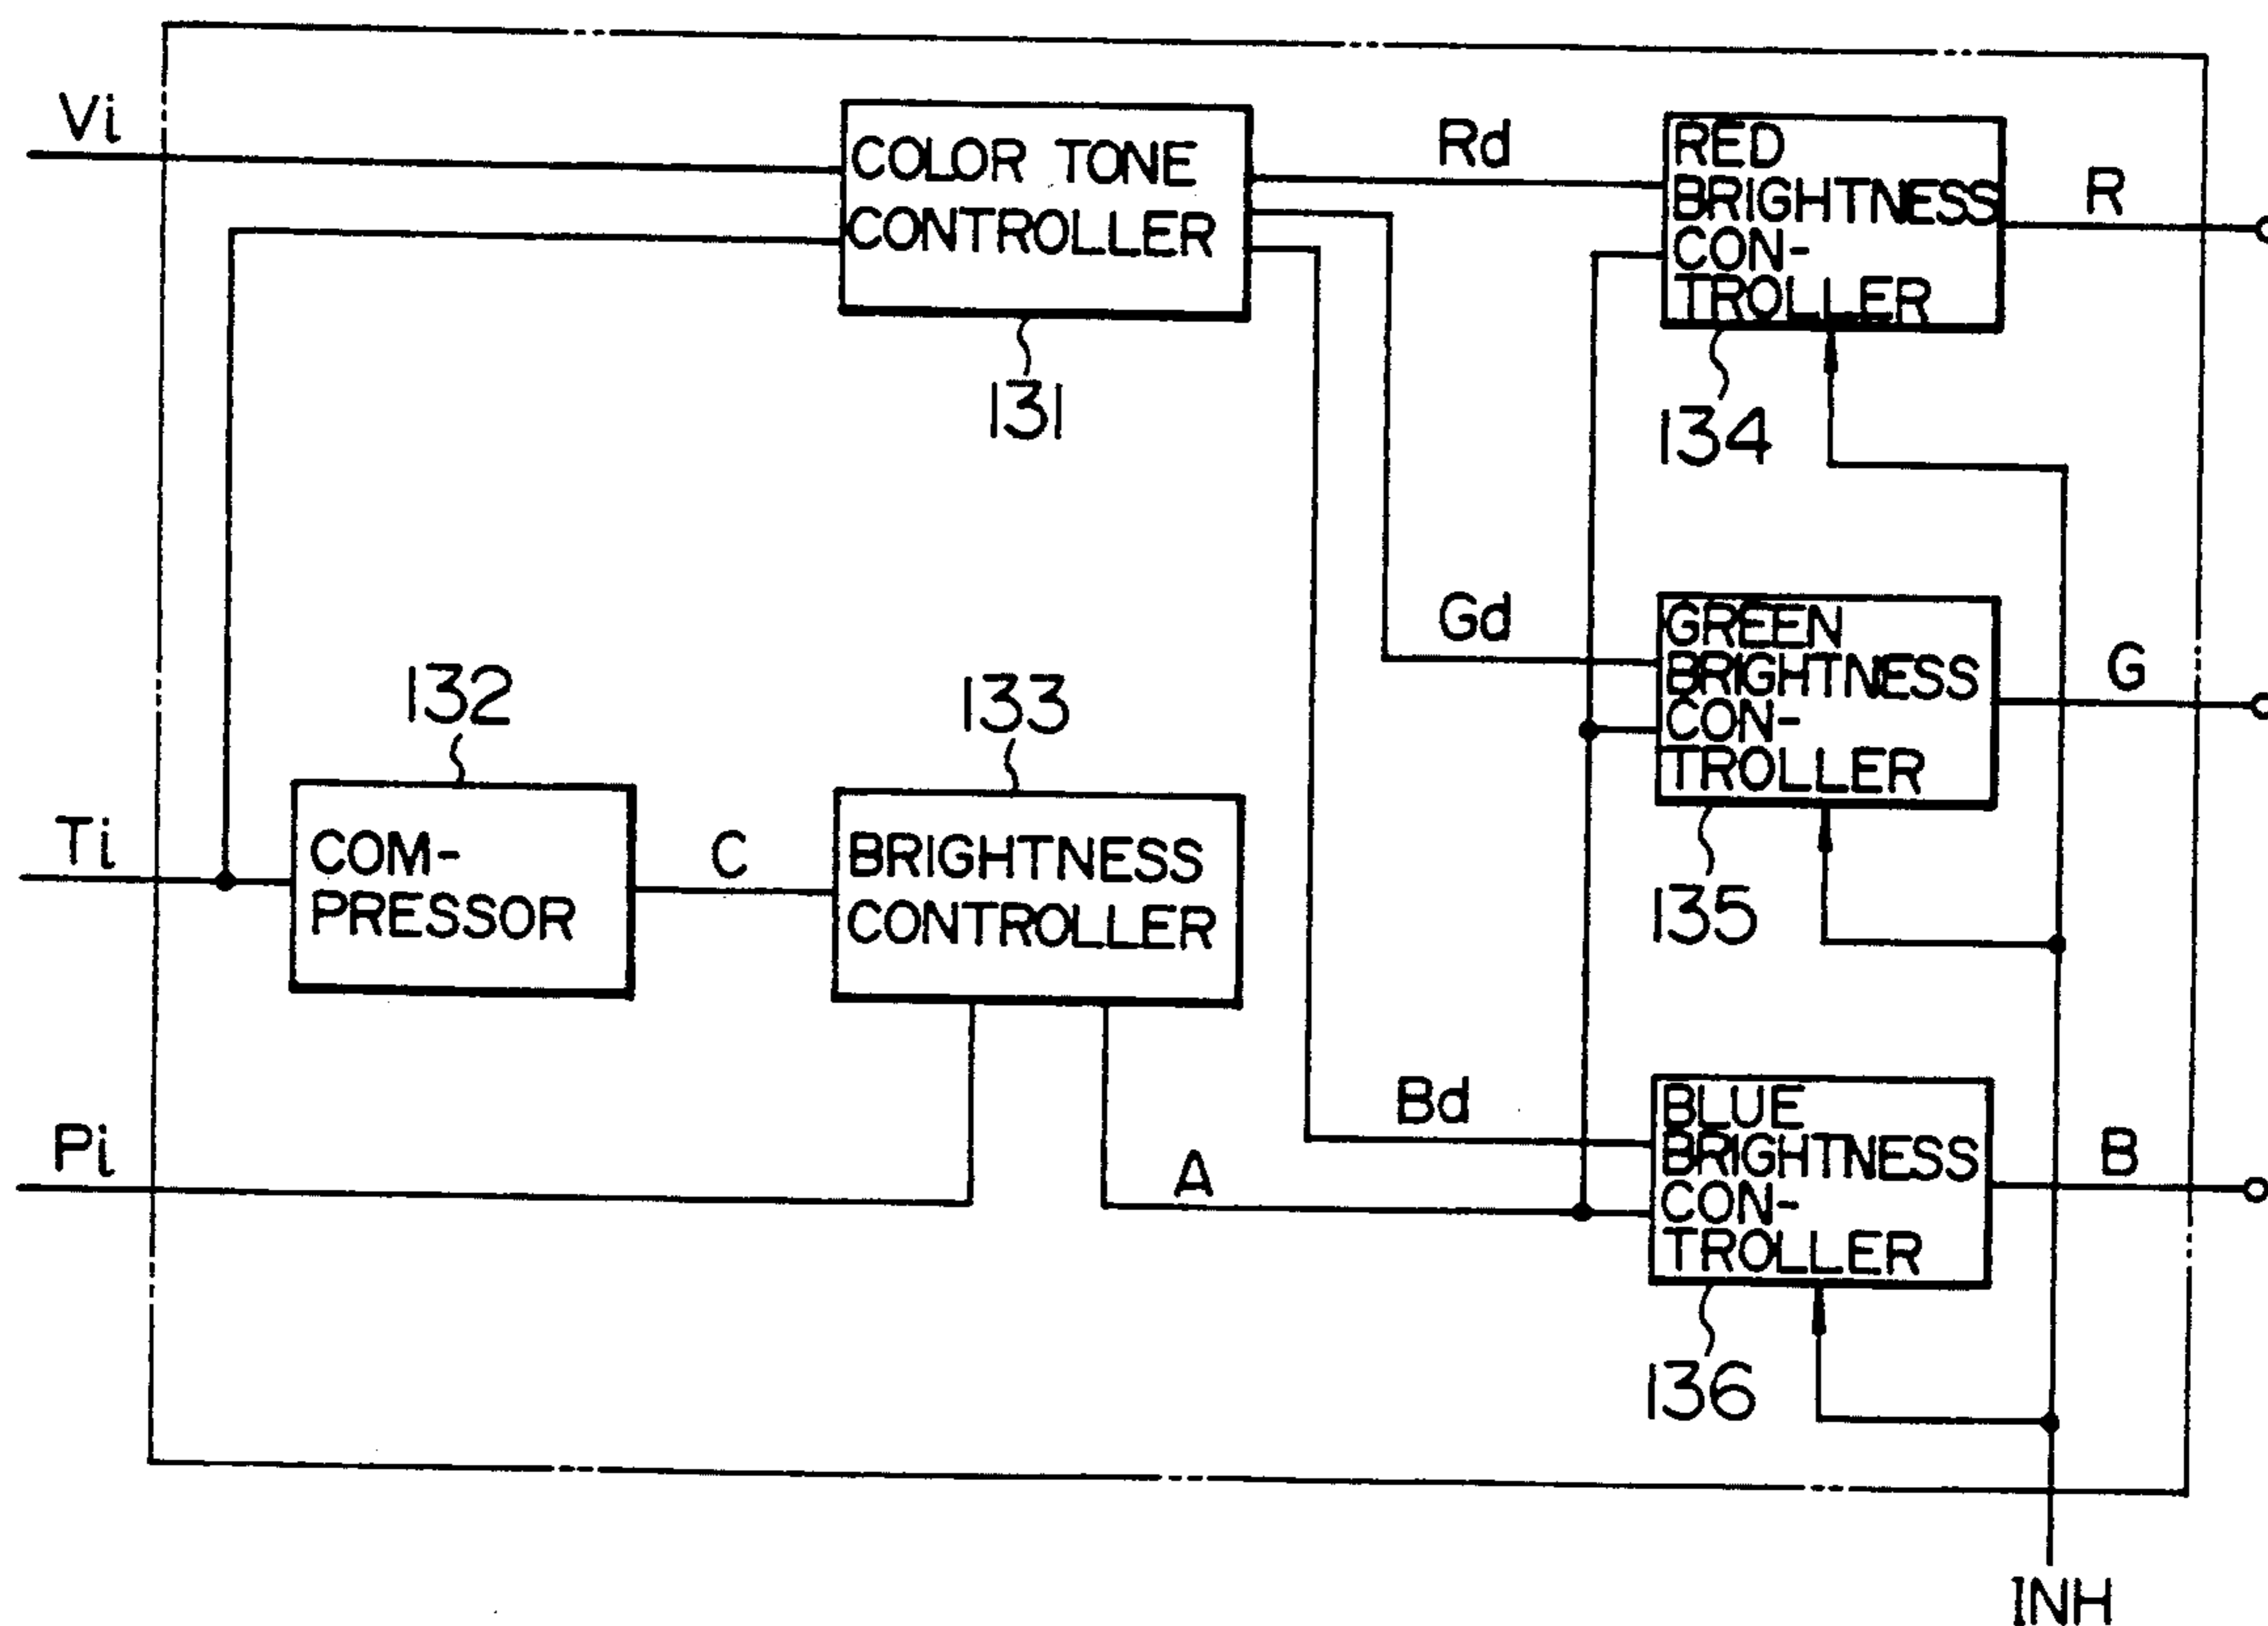 Vi
COLOR TONE
CONTROLLER
131
Rd
RED
BRIGHTNESS
CON-
TROLLER
134
R
Gd
GREEN
BRIGHTNESS
CON-
TROLLER
135
G
132
133
Ti
COM-
PRESSOR
C
BRIGHTNESS
CONTROLLER
Pi
A
Bd
BLUE
BRIGHTNESS
CON-
TROLLER
136
B
INH